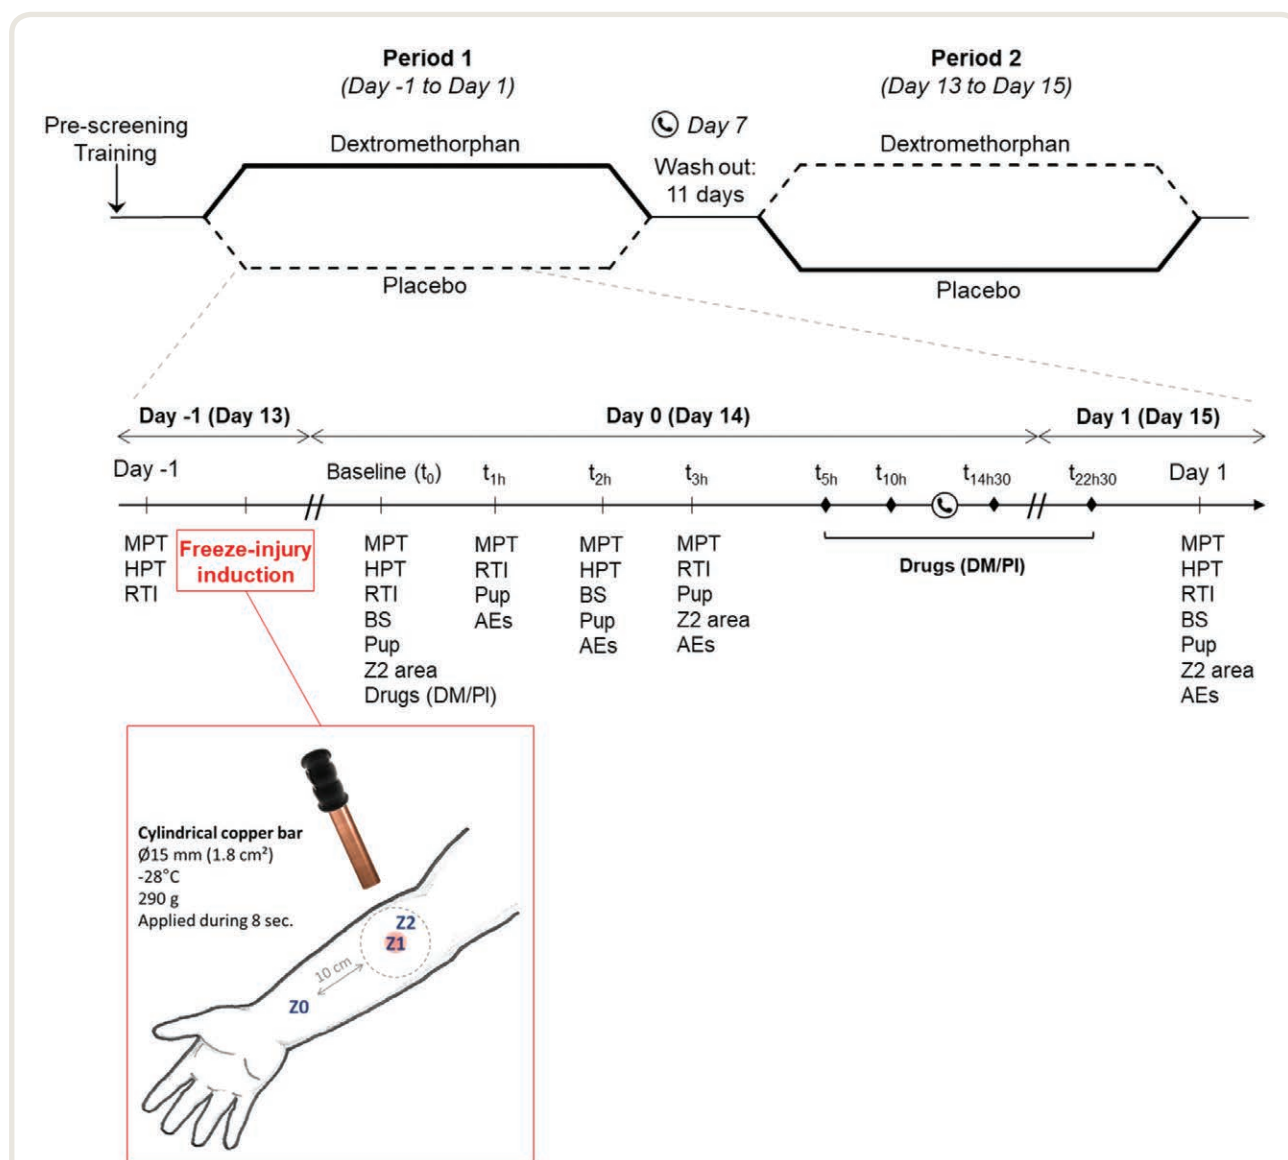 Period 1
(Day -1 to Day 1)
Period 2
(Day 13 to Day 15)
Pre-screening
Training
Dextromethorphan
Placebo
Day 7
Wash out:
11 days
Dextromethorphan
Placebo
Day -1 (Day 13)
Day 0 (Day 14)
Day 1 (Day 15)
Day -1
Baseline (t0)
t1h
t2h
t3h
t5h
t10h
t14h30
t22h30
Day 1
MPT
HPT
RTI
Freeze-injury
induction
MPT
HPT
RTI
BS
Pup
Z2 area
Drugs (DM/PI)
MPT
RTI
Pup
AEs
MPT
HPT
BS
Pup
AEs
MPT
RTI
Pup
Z2 area
AEs
Drugs (DM/PI)
MPT
HPT
RTI
BS
Pup
Z2 area
AEs
Cylindrical copper bar
Ø15 mm (1.8 cm²)
-28°C
290 g
Applied during 8 sec.
Z2
Z1
10 cm
Z0